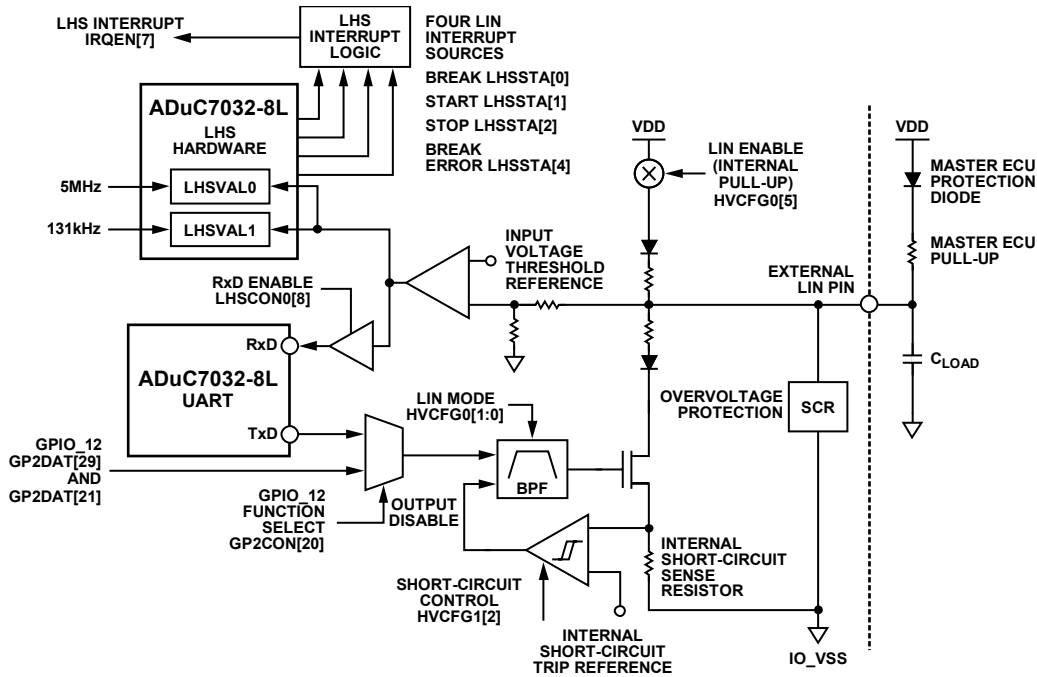 LHS INTERRUPT
IRQEN[7]
LHS
INTERRUPT
LOGIC
FOUR LIN
INTERRUPT
SOURCES
BREAK LHSSTA[0]
START LHSSTA[1]
STOP LHSSTA[2]
BREAK
ERROR LHSSTA[4]
ADuC7032-8L
LHS
HARDWARE
5MHz
LHSVAL0
131kHz
LHSVAL1
VDD
LIN ENABLE
(INTERNAL
PULL-UP)
HVCFG0[5]
VDD
MASTER ECU
PROTECTION
DIODE
MASTER ECU
PULL-UP
INPUT
VOLTAGE
THRESHOLD
REFERENCE
EXTERNAL
LIN PIN
RxD ENABLE
LHSCON0[8]
RxD
ADuC7032-8L
UART
TxD
CLOAD
OVERVOLTAGE
PROTECTION
SCR
LIN MODE
HVCFG0[1:0]
BPF
GPIO_12
GP2DAT[29]
AND
GP2DAT[21]
GPIO_12
FUNCTION
SELECT
GP2CON[20]
OUTPUT
DISABLE
SHORT-CIRCUIT
CONTROL
HVCFG1[2]
INTERNAL
SHORT-CIRCUIT
SENSE
RESISTOR
INTERNAL
SHORT-CIRCUIT
TRIP REFERENCE
IO_VSS